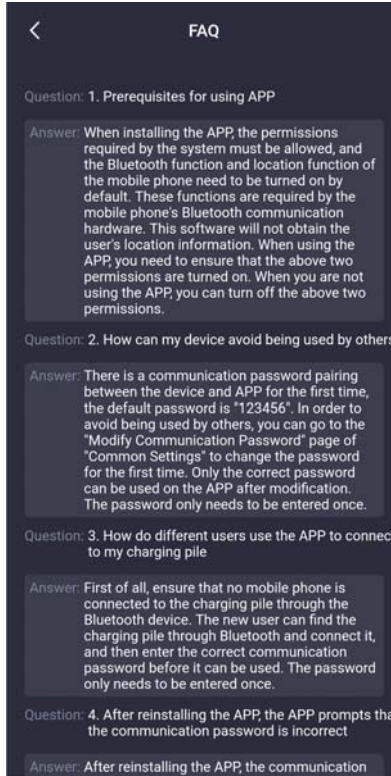 FAQ
Question: 1. Prerequisites for using APP
Answer: When installing the APP, the permissions
required by the system must be allowed, and
the Bluetooth function and location function of
the mobile phone need to be turned on by
default. These functions are required by the
mobile phone's Bluetooth communication
hardware. This software will not obtain the
user's location information. When using the
APP, you need to ensure that the above two
permissions are turned on. When you are not
using the APP, you can turn off the above two
permissions.
Question: 2. How can my device avoid being used by others
Answer: There is a communication password pairing
between the device and APP for the first time,
the default password is "123456". In order to
avoid being used by others, you can go to the
"Modify Communication Password" page of
"Common Settings" to change the password
for the first time. Only the correct password
can be used on the APP after modification.
The password only needs to be entered once.
Question: 3. How do different users use the APP to connec
to my charging pile
Answer: First of all, ensure that no mobile phone is
connected to the charging pile through the
Bluetooth device. The new user can find the
charging pile through Bluetooth and connect it,
and then enter the correct communication
password before it can be used. The password
only needs to be entered once.
Question: 4. After reinstalling the APP, the APP prompts tha
the communication password is incorrect
Answer: After reinstalling the APP, the communication